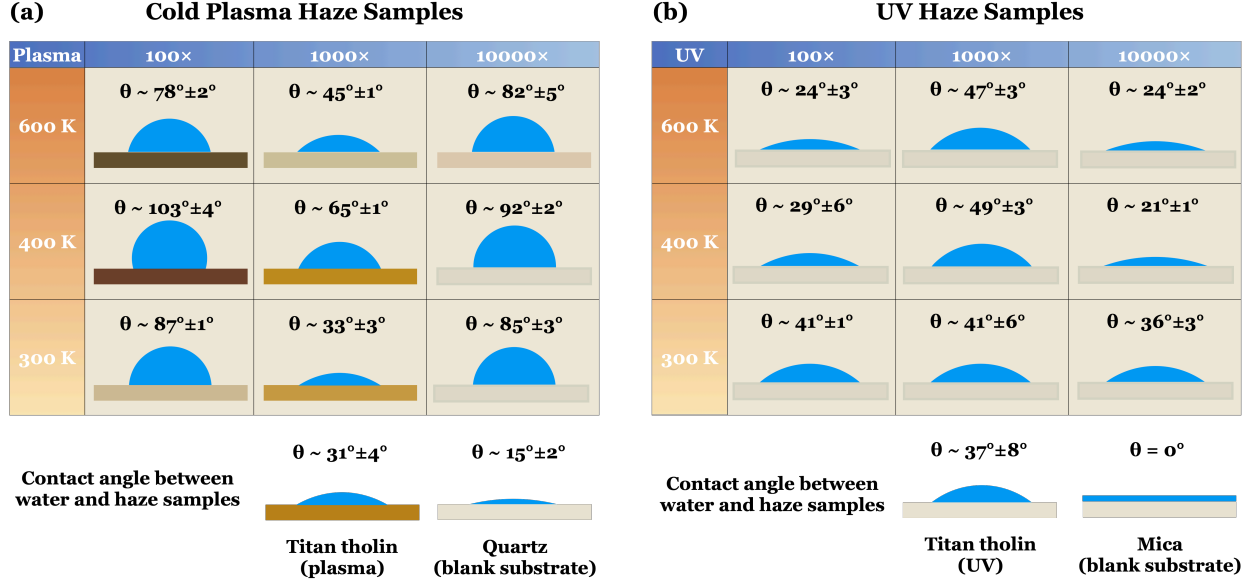 (a) Cold Plasma Haze Samples
Plasma 100× 1000× 10000×
600 K
θ ~ 78°±2° θ ~ 45°±1° θ ~ 82°±5°
400 K
θ ~ 103°±4° θ ~ 65°±1° θ ~ 92°±2°
300 K
θ ~ 87°±1° θ ~ 33°±3° θ ~ 85°±3°
Contact angle between
water and haze samples
θ ~ 31°±4° θ ~ 15°±2°
Titan tholin
(plasma)
Quartz
(blank substrate)
(b) UV Haze Samples
UV 100× 1000× 10000×
600 K
θ ~ 24°±3° θ ~ 47°±3° θ ~ 24°±2°
400 K
θ ~ 29°±6° θ ~ 49°±3° θ ~ 21°±1°
300 K
θ ~ 41°±1° θ ~ 41°±6° θ ~ 36°±3°
Contact angle between
water and haze samples
θ ~ 37°±8° θ = 0°
Titan tholin
(UV)
Mica
(blank substrate)